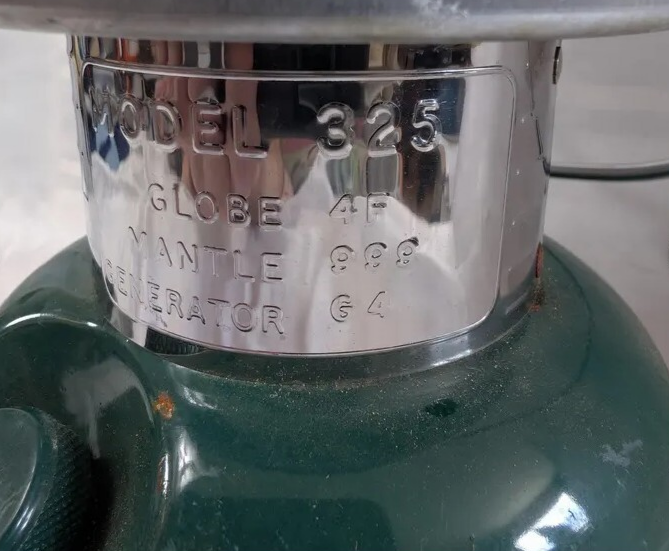 MODEL 325
GLOBE 4F
MANTLE 999
GENERATOR G4